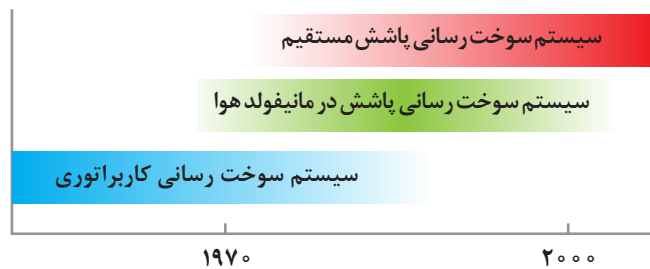 سیستم سوخت رسانی پاشش مستقیم
سیستم سوخت رسانی پاشش در مانیفولد هوا
سیستم سوخت رسانی کاربراتوری
۱۹۷۰
۲۰۰۰